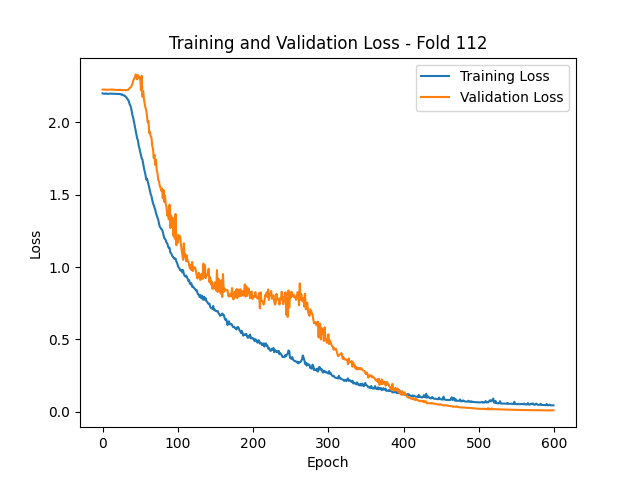 Training and Validation Loss - Fold 112
Training Loss
Validation Loss
2.0
1.5
1.0
0.5
0.0
Loss
0 100 200 300 400 500 600
Epoch